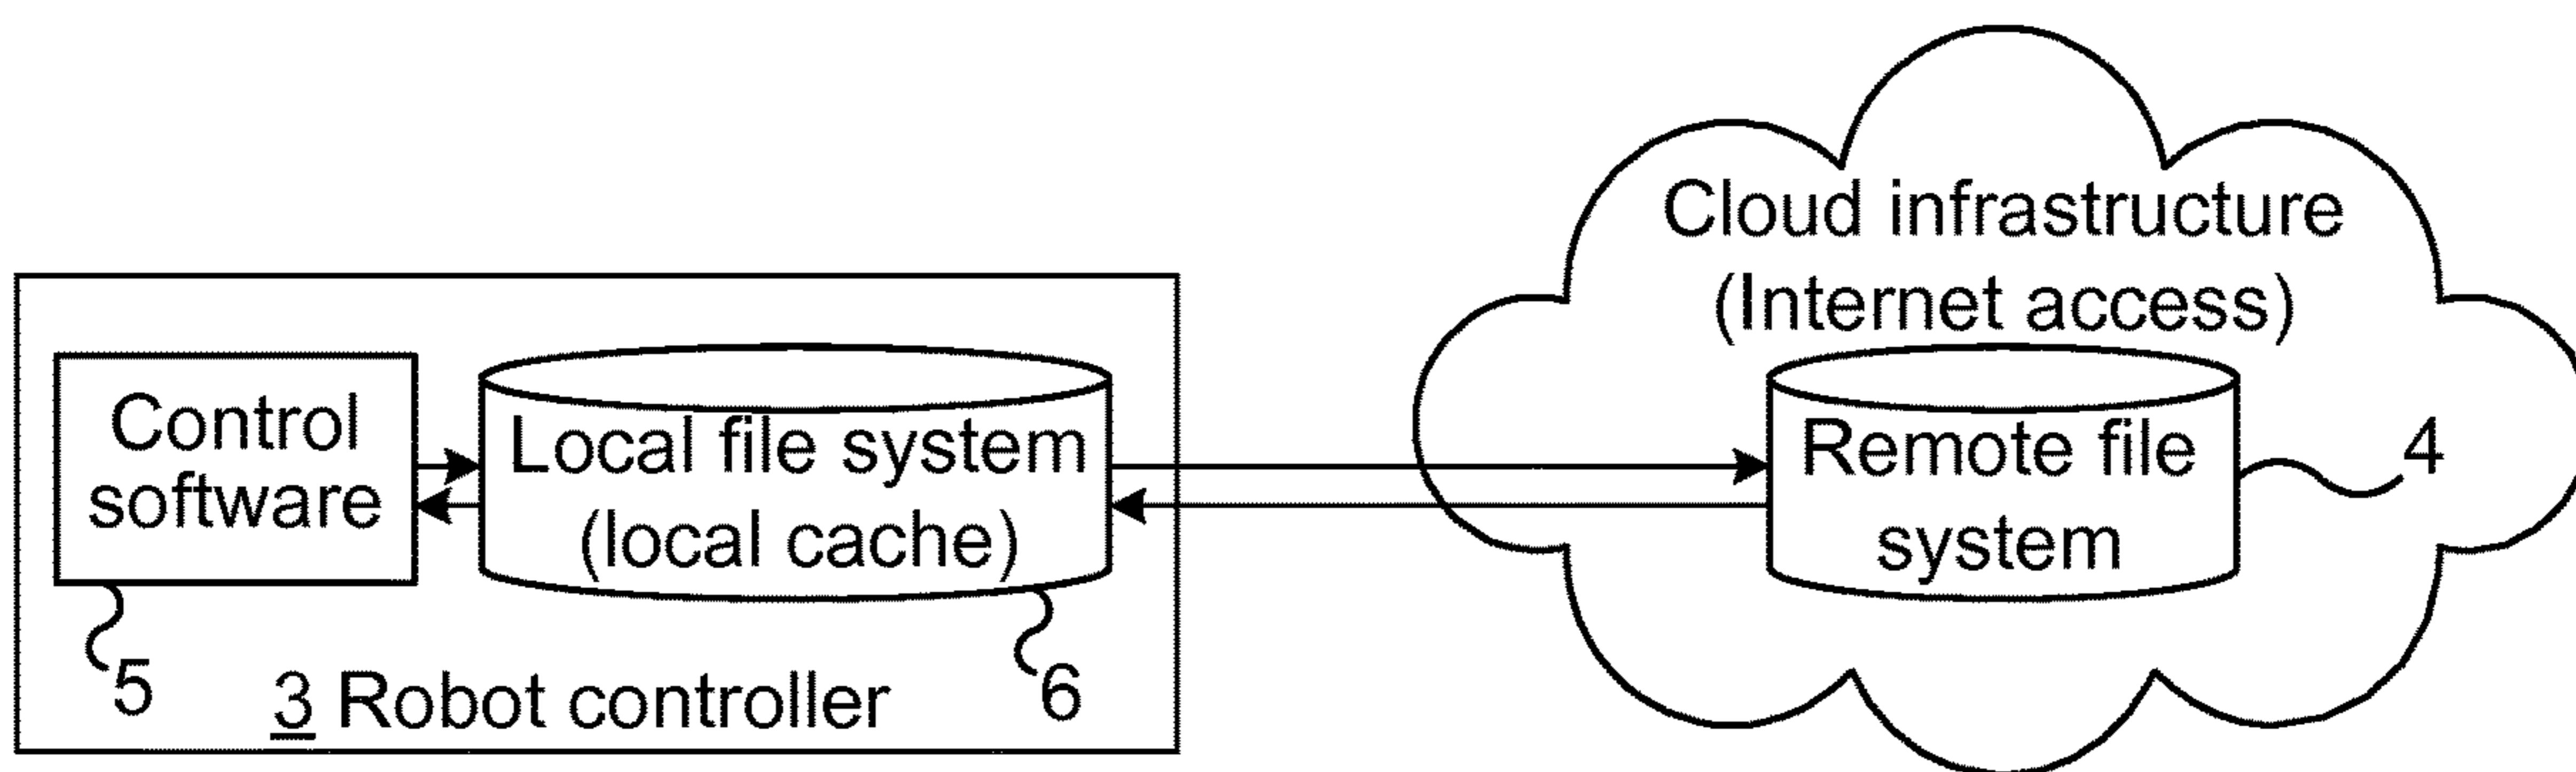 Cloud infrastructure
(Internet access)
Control
software
Local file system
(local cache)
Remote file
system
4
5
3 Robot controller
6